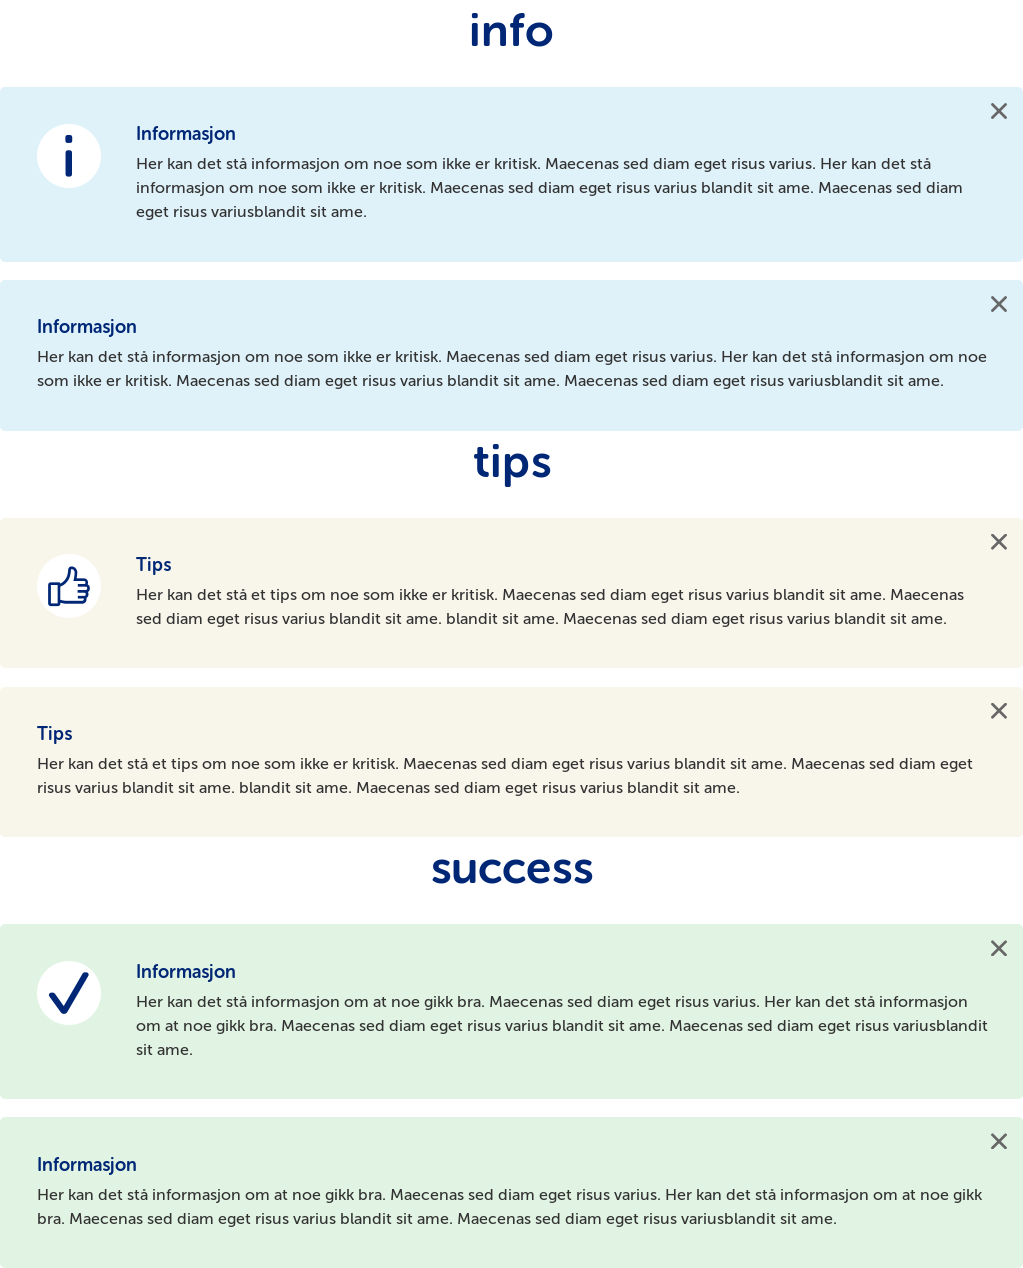 info
Informasjon
Her kan det stå informasjon om noe som ikke er kritisk. Maecenas sed diam eget risus varius. Her kan det stå
informasjon om noe som ikke er kritisk. Maecenas sed diam eget risus varius blandit sit ame. Maecenas sed diam
eget risus variusblandit sit ame.
Informasjon
Her kan det stå informasjon om noe som ikke er kritisk. Maecenas sed diam eget risus varius. Her kan det stå informasjon om noe
som ikke er kritisk. Maecenas sed diam eget risus varius blandit sit ame. Maecenas sed diam eget risus variusblandit sit ame.
tips
Tips
Her kan det stå et tips om noe som ikke er kritisk. Maecenas sed diam eget risus varius blandit sit ame. Maecenas
sed diam eget risus varius blandit sit ame. blandit sit ame. Maecenas sed diam eget risus varius blandit sit ame.
Tips
Her kan det stå et tips om noe som ikke er kritisk. Maecenas sed diam eget risus varius blandit sit ame. Maecenas sed diam eget
risus varius blandit sit ame. blandit sit ame. Maecenas sed diam eget risus varius blandit sit ame.
success
Informasjon
Her kan det stå informasjon om at noe gikk bra. Maecenas sed diam eget risus varius. Her kan det stå informasjon
om at noe gikk bra. Maecenas sed diam eget risus varius blandit sit ame. Maecenas sed diam eget risus variusblandit
sit ame.
Informasjon
Her kan det stå informasjon om at noe gikk bra. Maecenas sed diam eget risus varius. Her kan det stå informasjon om at noe gikk
bra. Maecenas sed diam eget risus varius blandit sit ame. Maecenas sed diam eget risus variusblandit sit ame.